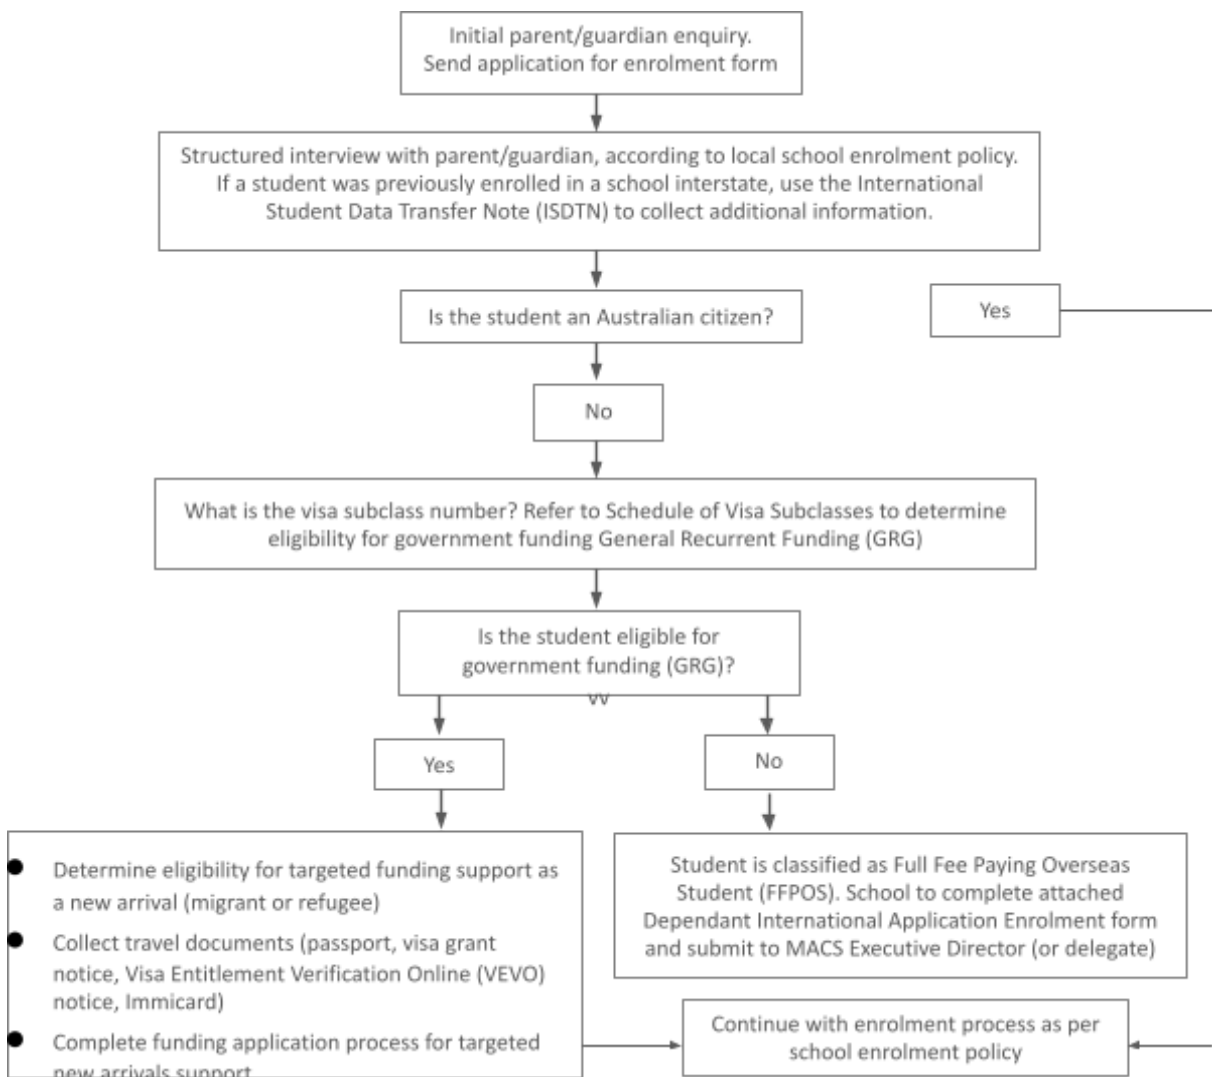 Initial parent/guardian enquiry.
Send application for enrolment form
Structured interview with parent/guardian, according to local school enrolment policy.
If a student was previously enrolled in a school interstate, use the International
Student Data Transfer Note (ISDTN) to collect additional information.
Is the student an Australian citizen?
Yes
No
What is the visa subclass number? Refer to Schedule of Visa Subclasses to determine
eligibility for government funding General Recurrent Funding (GRG)
Is the student eligible for
government funding (GRG)?
Yes
No
Determine eligibility for targeted funding support as
a new arrival (migrant or refugee)
Collect travel documents (passport, visa grant
notice, Visa Entitlement Verification Online (VEVO)
notice, Immicard)
Complete funding application process for targeted
new arrivals support
Student is classified as Full Fee Paying Overseas
Student (FFPOS). School to complete attached
Dependant International Application Enrolment form
and submit to MACS Executive Director (or delegate)
Continue with enrolment process as per
school enrolment policy